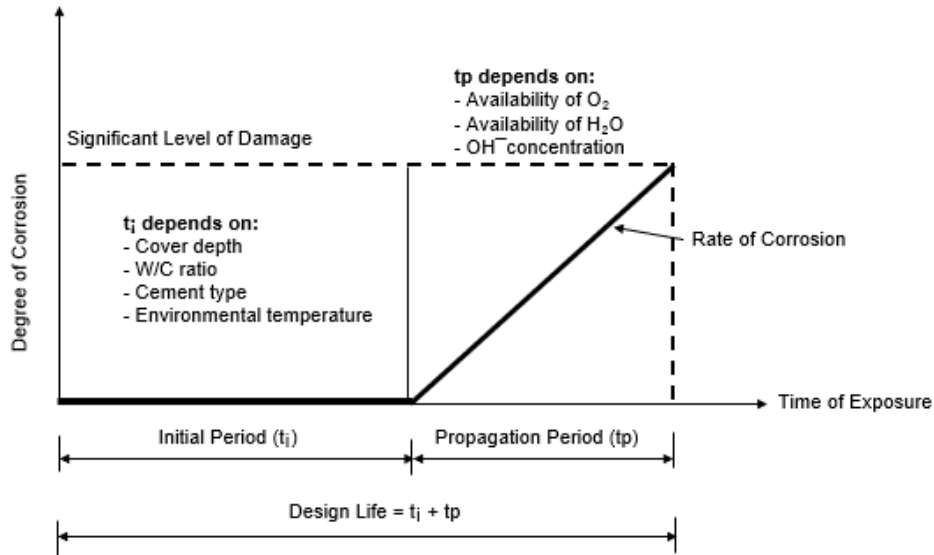 tp depends on:
- Availability of O₂
- Availability of H₂O
- OH¯ concentration
Significant Level of Damage
tᵢ depends on:
- Cover depth
- W/C ratio
- Cement type
- Environmental temperature
Rate of Corrosion
Degree of Corrosion
Time of Exposure
Initial Period (tᵢ)
Propagation Period (tp)
Design Life = tᵢ + tp